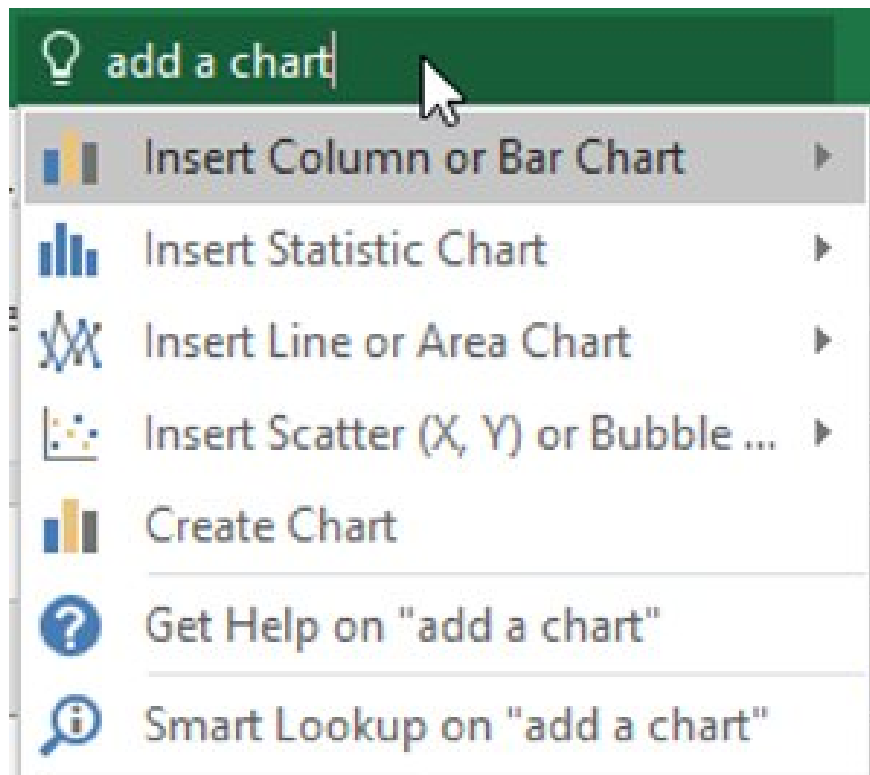 add a chart
Insert Column or Bar Chart
Insert Statistic Chart
Insert Line or Area Chart
Insert Scatter (X, Y) or Bubble ...
Create Chart
Get Help on "add a chart"
Smart Lookup on "add a chart"